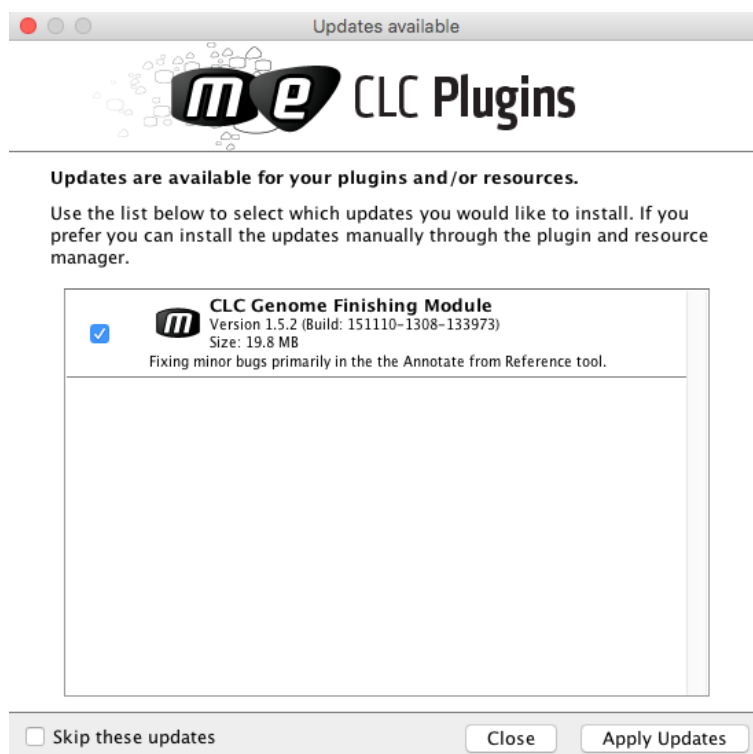 Updates available
me CLC Plugins
Updates are available for your plugins and/or resources.
Use the list below to select which updates you would like to install. If you
prefer you can install the updates manually through the plugin and resource
manager.
m
CLC Genome Finishing Module
Version 1.5.2 (Build: 151110-1308-133973)
Size: 19.8 MB
Fixing minor bugs primarily in the the Annotate from Reference tool.
Skip these updates
Close
Apply Updates